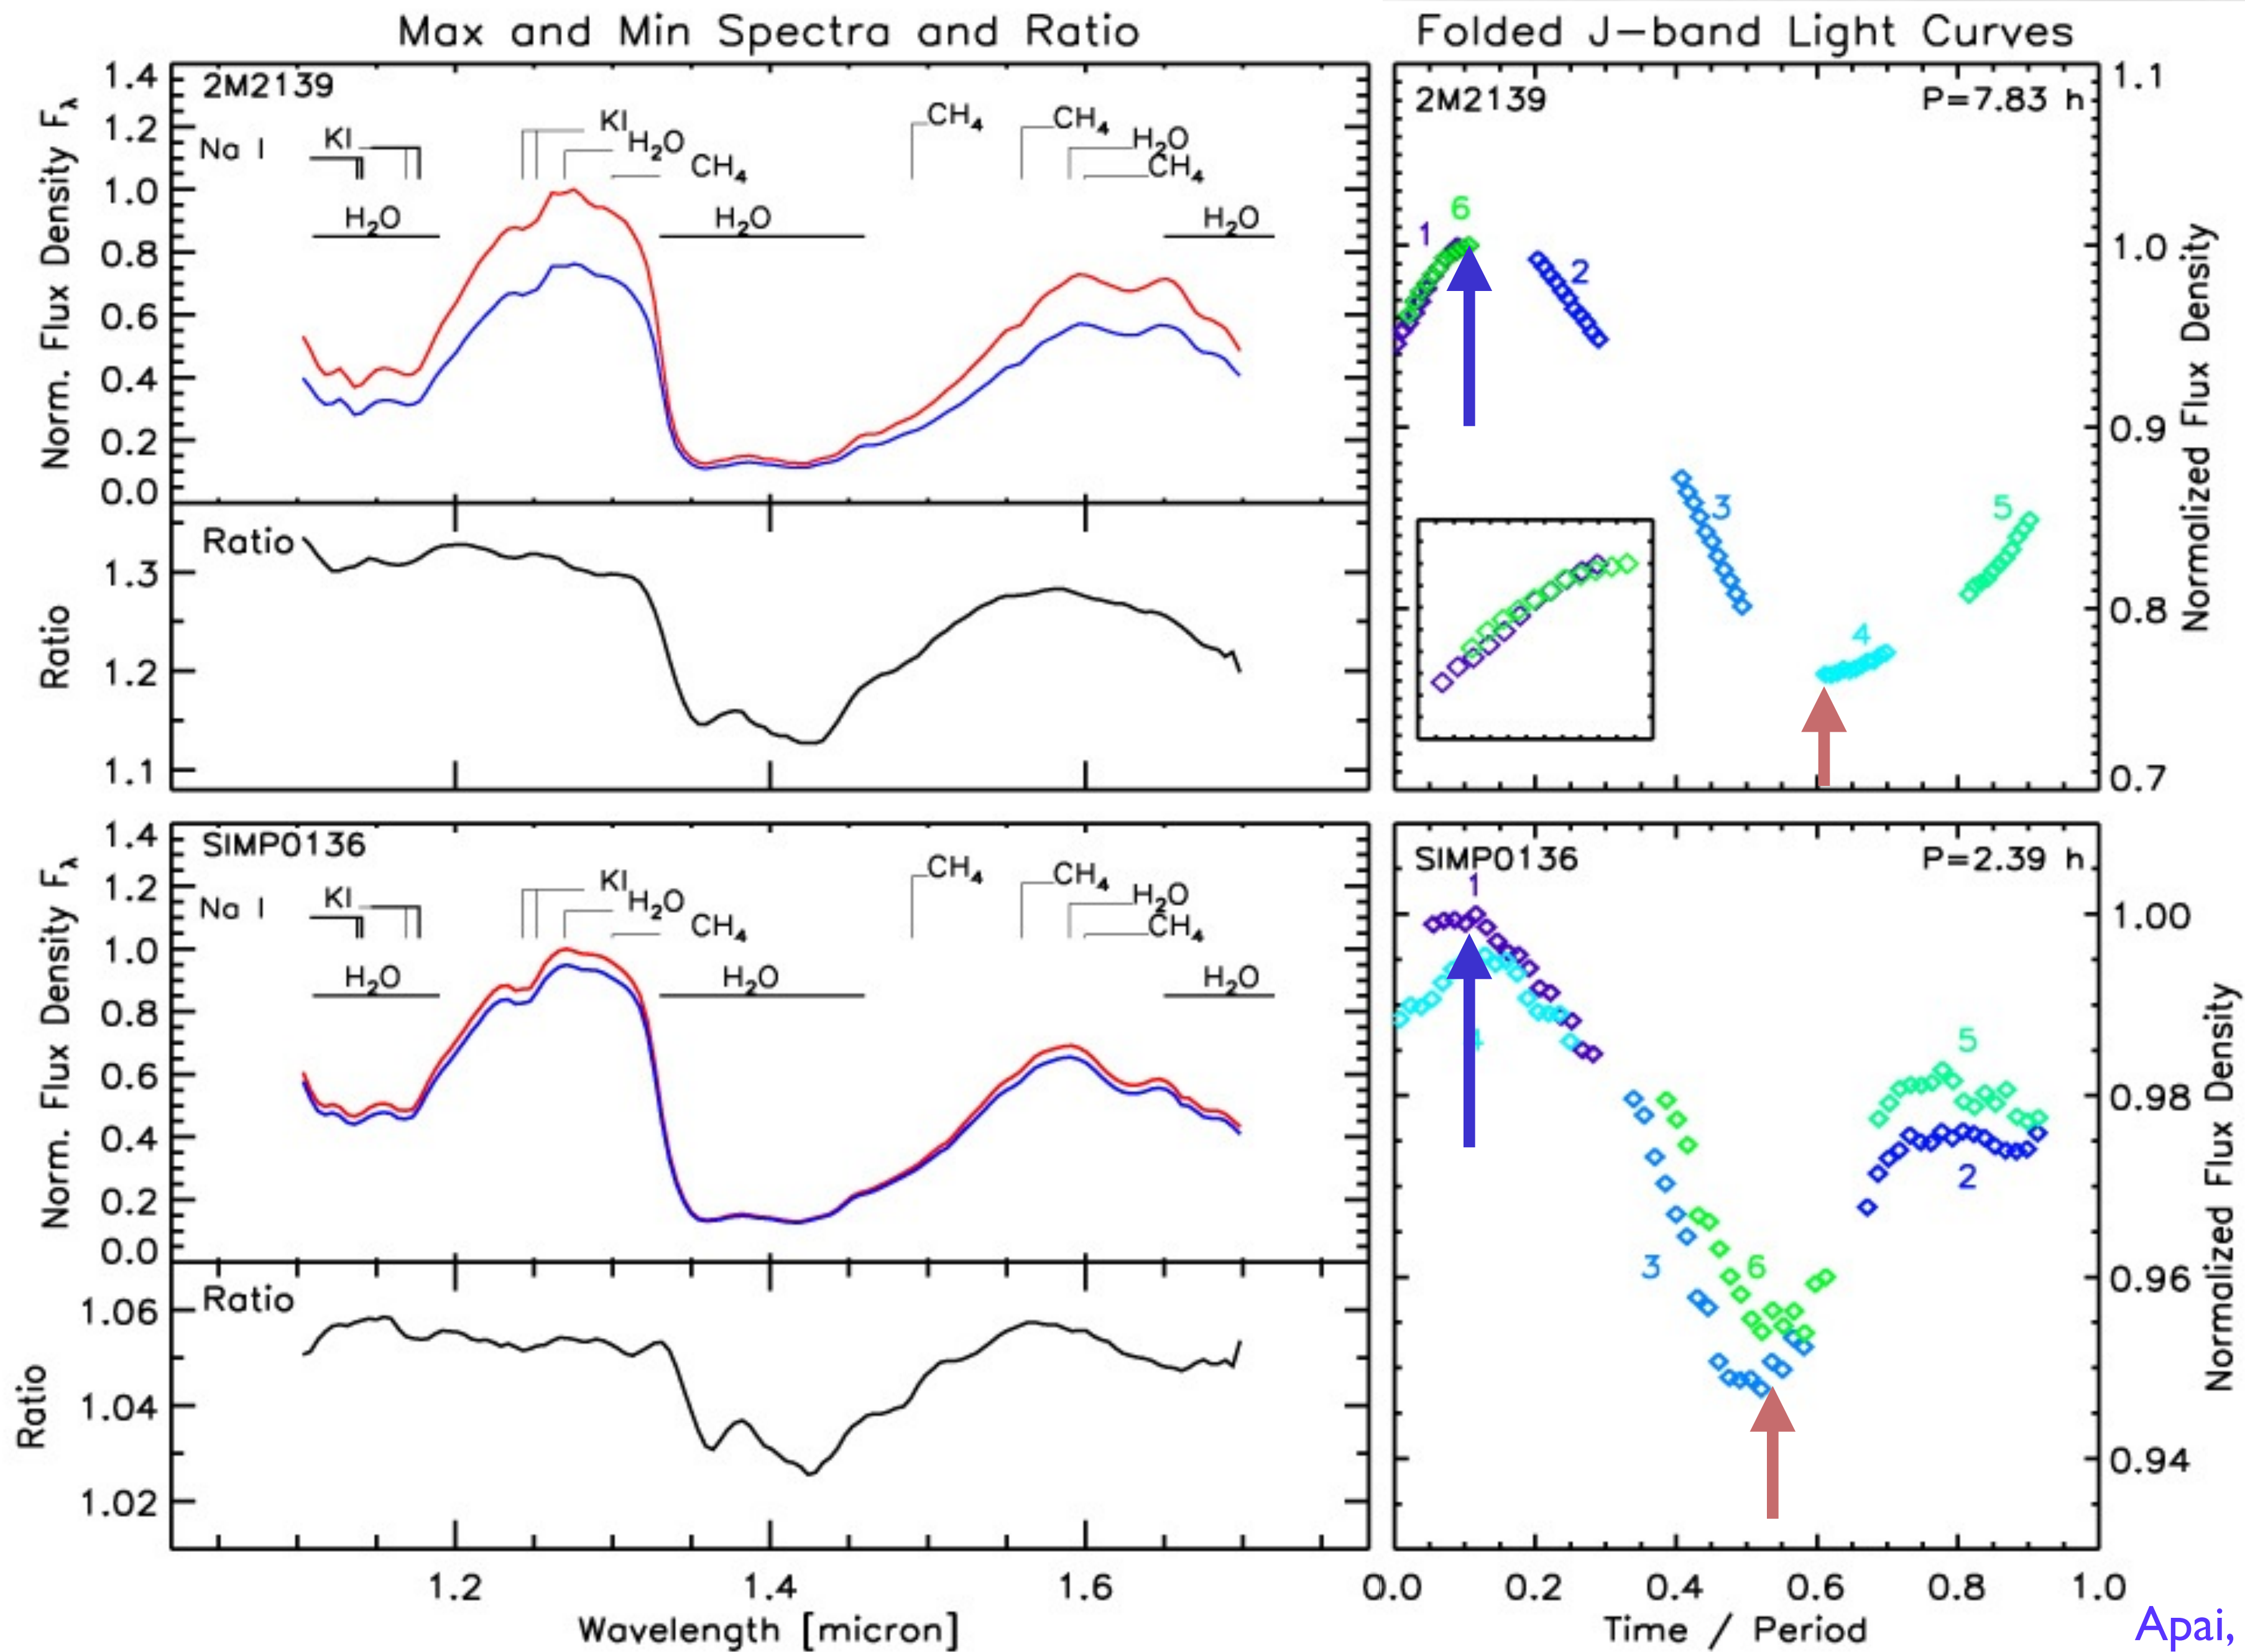 Max and Min Spectra and Ratio
Folded J-band Light Curves
2M2139
Na I
KI
KI
H₂O
CH₄
CH₄
CH₄
H₂O
CH₄
H₂O
H₂O
H₂O
1.4
1.2
1.0
0.8
0.6
0.4
0.2
0.0
Norm. Flux Density Fλ
Ratio
1.3
1.2
1.1
Ratio
2M2139
P=7.83 h
1
6
2
3
4
5
1.1
1.0
0.9
0.8
0.7
Normalized Flux Density
SIMP0136
Na I
KI
KI
H₂O
CH₄
CH₄
CH₄
H₂O
CH₄
H₂O
H₂O
H₂O
1.4
1.2
1.0
0.8
0.6
0.4
0.2
0.0
Norm. Flux Density Fλ
Ratio
1.06
1.04
1.02
Ratio
1.2
1.4
1.6
Wavelength [micron]
SIMP0136
P=2.39 h
1
4
3
6
5
2
1.00
0.98
0.96
0.94
Normalized Flux Density
0.0
0.2
0.4
0.6
0.8
1.0
Time / Period
Apai,